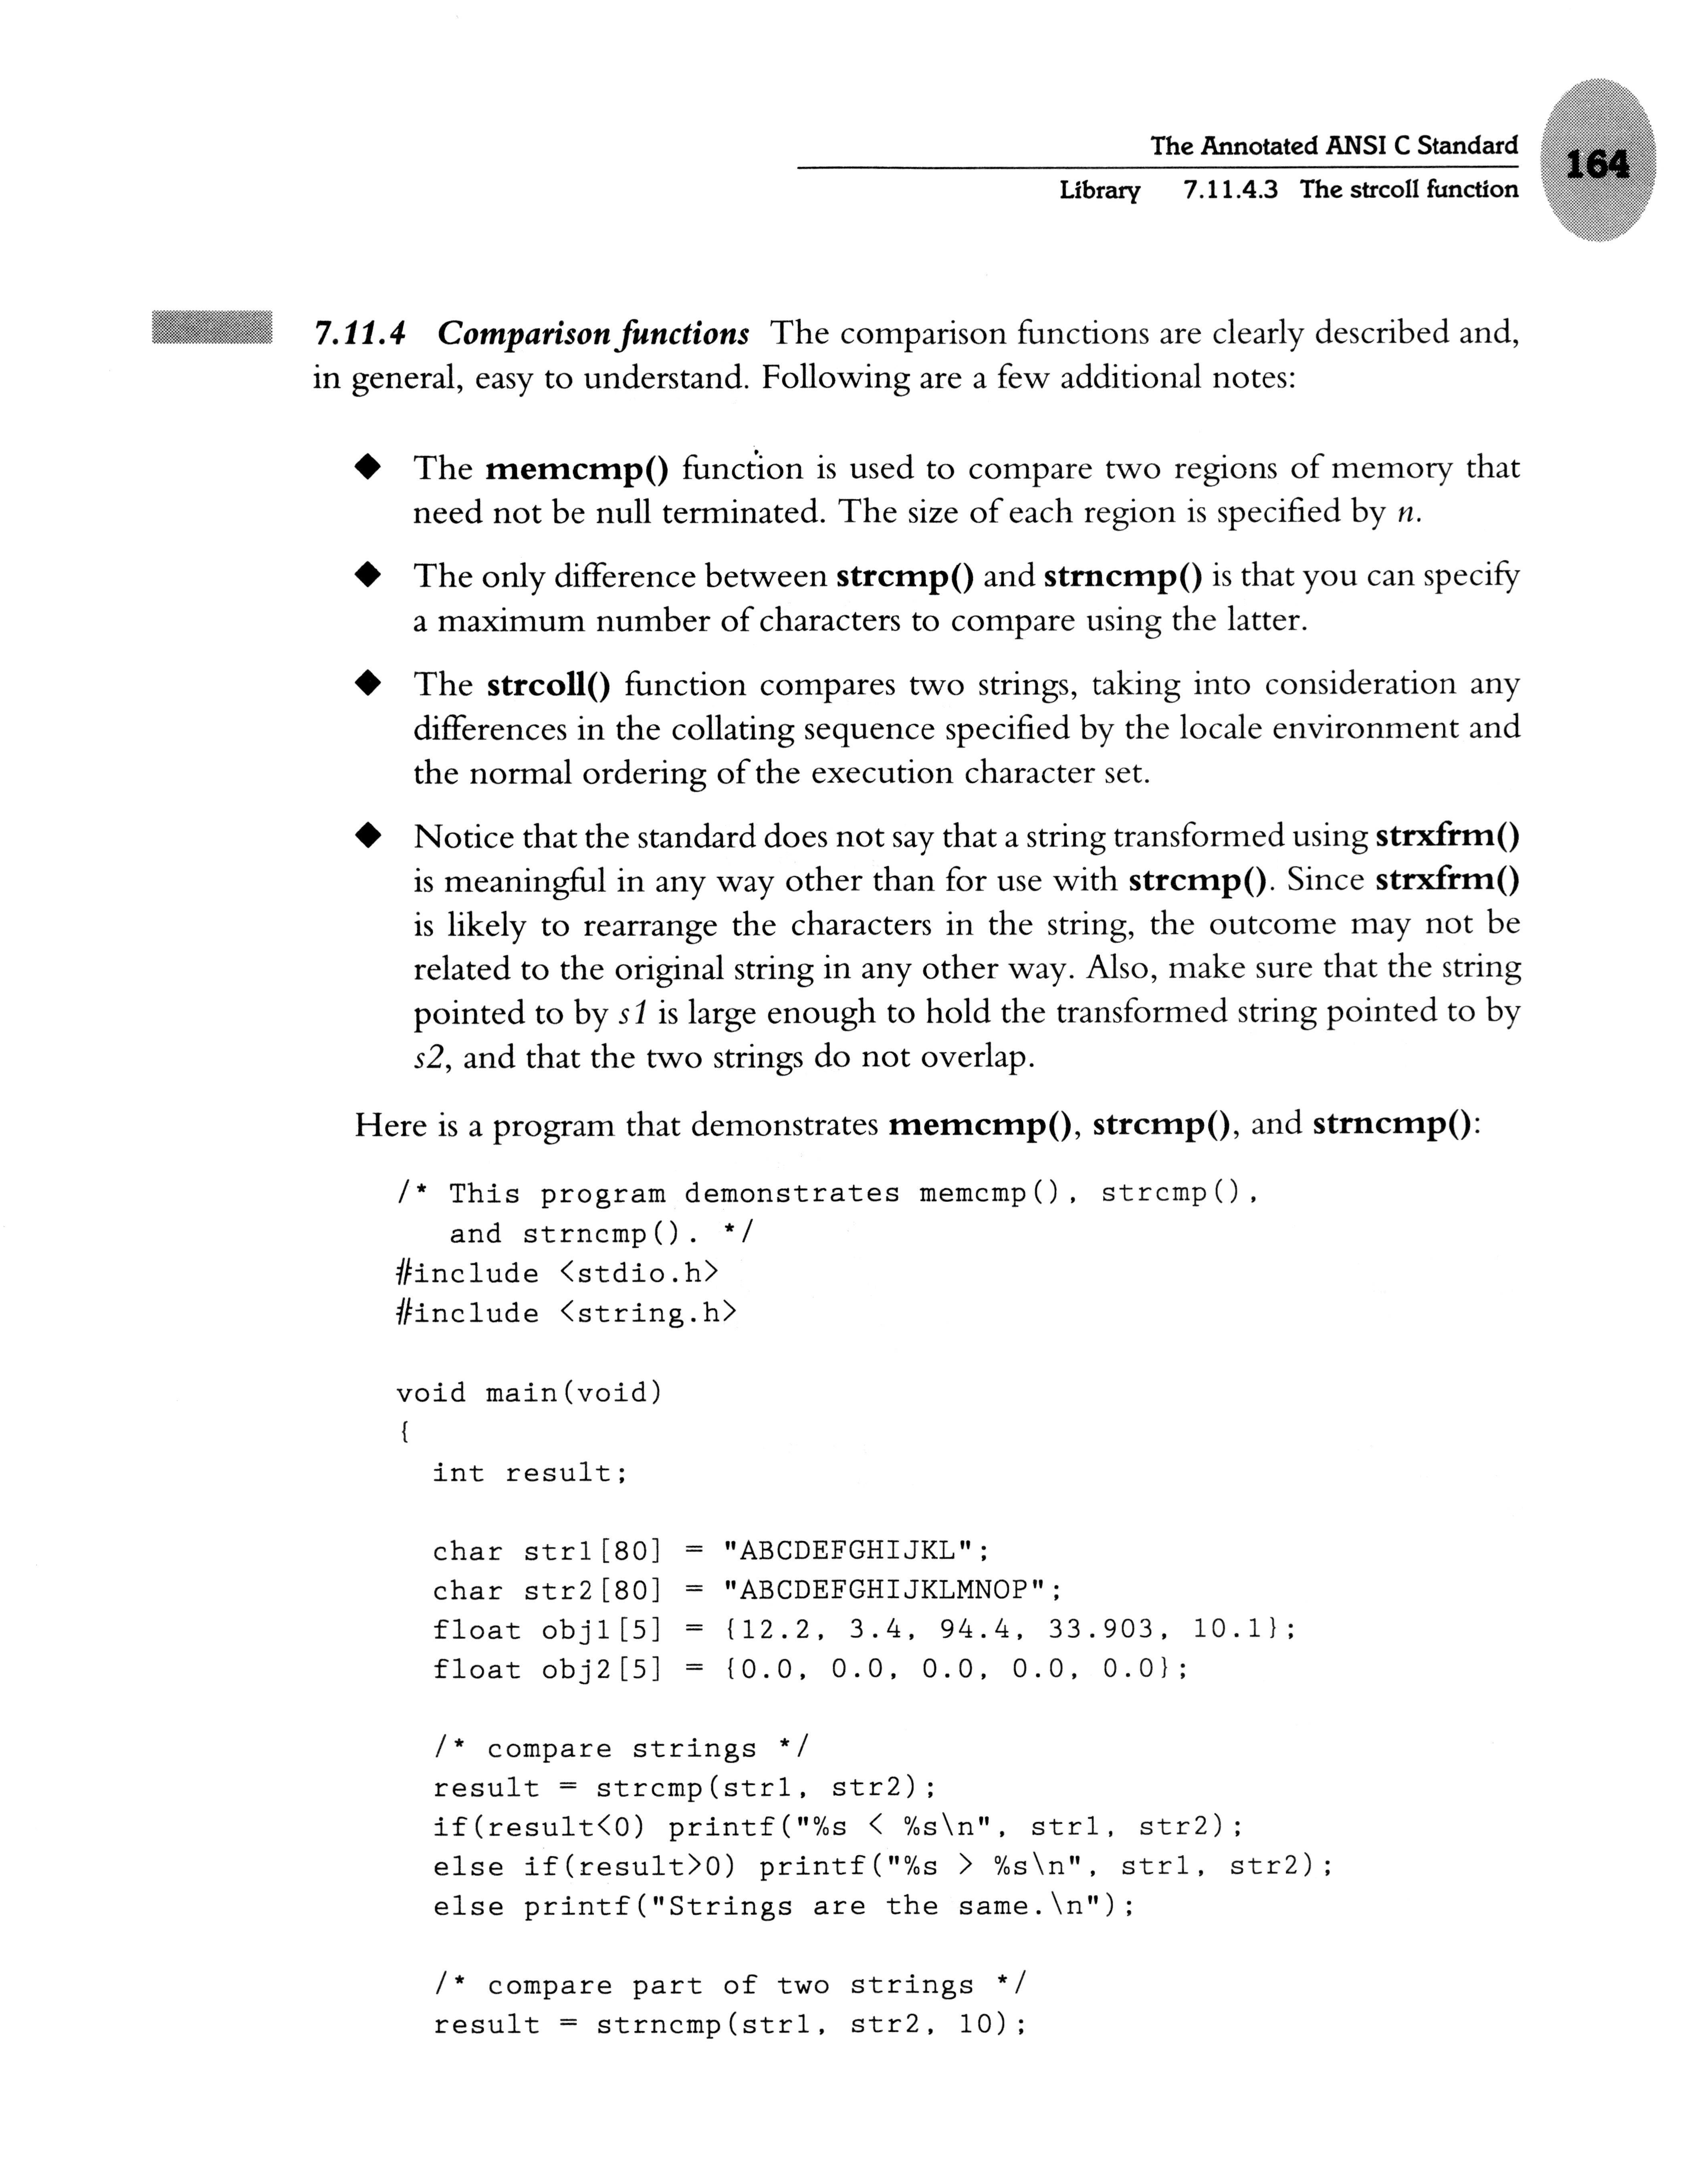 The Annotated ANSI C Standard
164
Library 7.11.4.3 The strcoll function
7.11.4 Comparison functions The comparison functions are clearly described and,
in general, easy to understand. Following are a few additional notes:
◆ The memcmp() function is used to compare two regions of memory that
need not be null terminated. The size of each region is specified by n.
◆ The only difference between strcmp() and strncmp() is that you can specify
a maximum number of characters to compare using the latter.
◆ The strcoll() function compares two strings, taking into consideration any
differences in the collating sequence specified by the locale environment and
the normal ordering of the execution character set.
◆ Notice that the standard does not say that a string transformed using strxfrm()
is meaningful in any way other than for use with strcmp(). Since strxfrm()
is likely to rearrange the characters in the string, the outcome may not be
related to the original string in any other way. Also, make sure that the string
pointed to by s1 is large enough to hold the transformed string pointed to by
s2, and that the two strings do not overlap.
Here is a program that demonstrates memcmp(), strcmp(), and strncmp():
/* This program demonstrates memcmp(), strcmp(),
   and strncmp(). */
#include <stdio.h>
#include <string.h>
void main(void)
{
  int result;
  char str1[80] = "ABCDEFGHIJKL";
  char str2[80] = "ABCDEFGHIJKLMNOP";
  float obj1[5] = {12.2, 3.4, 94.4, 33.903, 10.1};
  float obj2[5] = {0.0, 0.0, 0.0, 0.0, 0.0};
  /* compare strings */
  result = strcmp(str1, str2);
  if(result<0) printf("%s < %s\n", str1, str2);
  else if(result>0) printf("%s > %s\n", str1, str2);
  else printf("Strings are the same.\n");
  /* compare part of two strings */
  result = strncmp(str1, str2, 10);